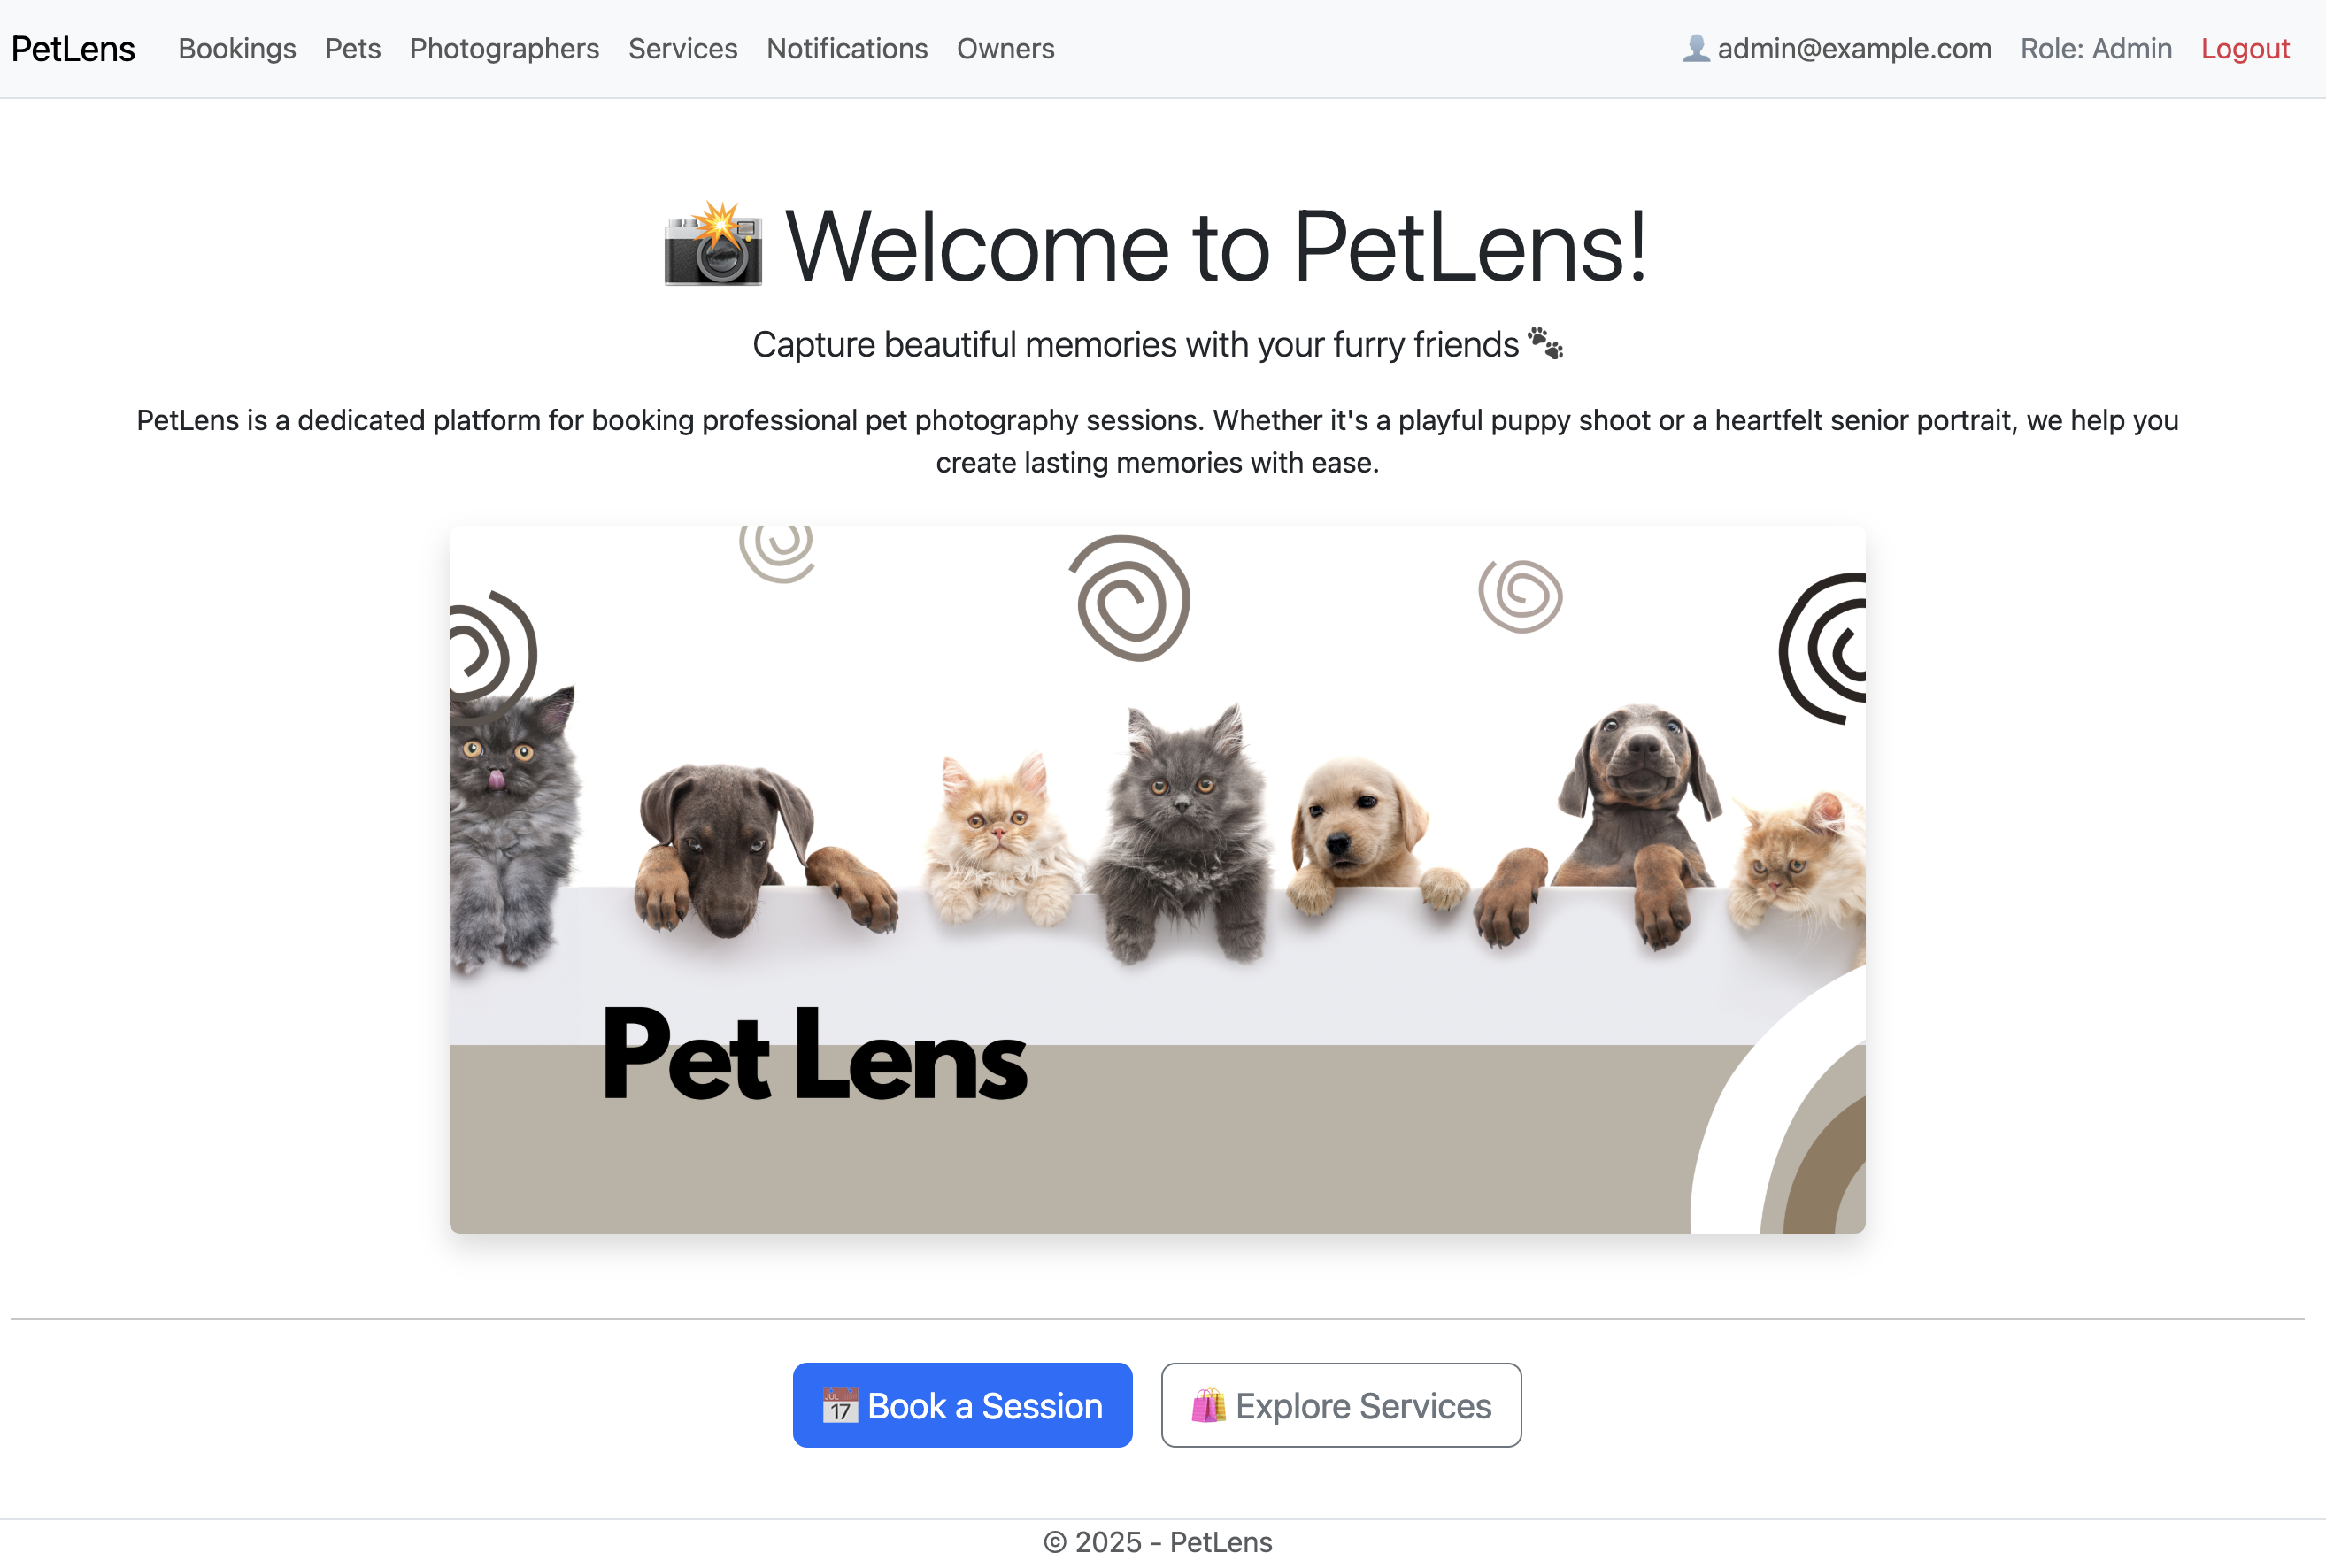 PetLens Bookings Pets Photographers Services Notifications Owners 👤 admin@example.com Role: Admin Logout
📸 Welcome to PetLens!
Capture beautiful memories with your furry friends 🐾
PetLens is a dedicated platform for booking professional pet photography sessions. Whether it's a playful puppy shoot or a heartfelt senior portrait, we help you
create lasting memories with ease.
Pet Lens
📅 Book a Session 🛍️ Explore Services
© 2025 - PetLens